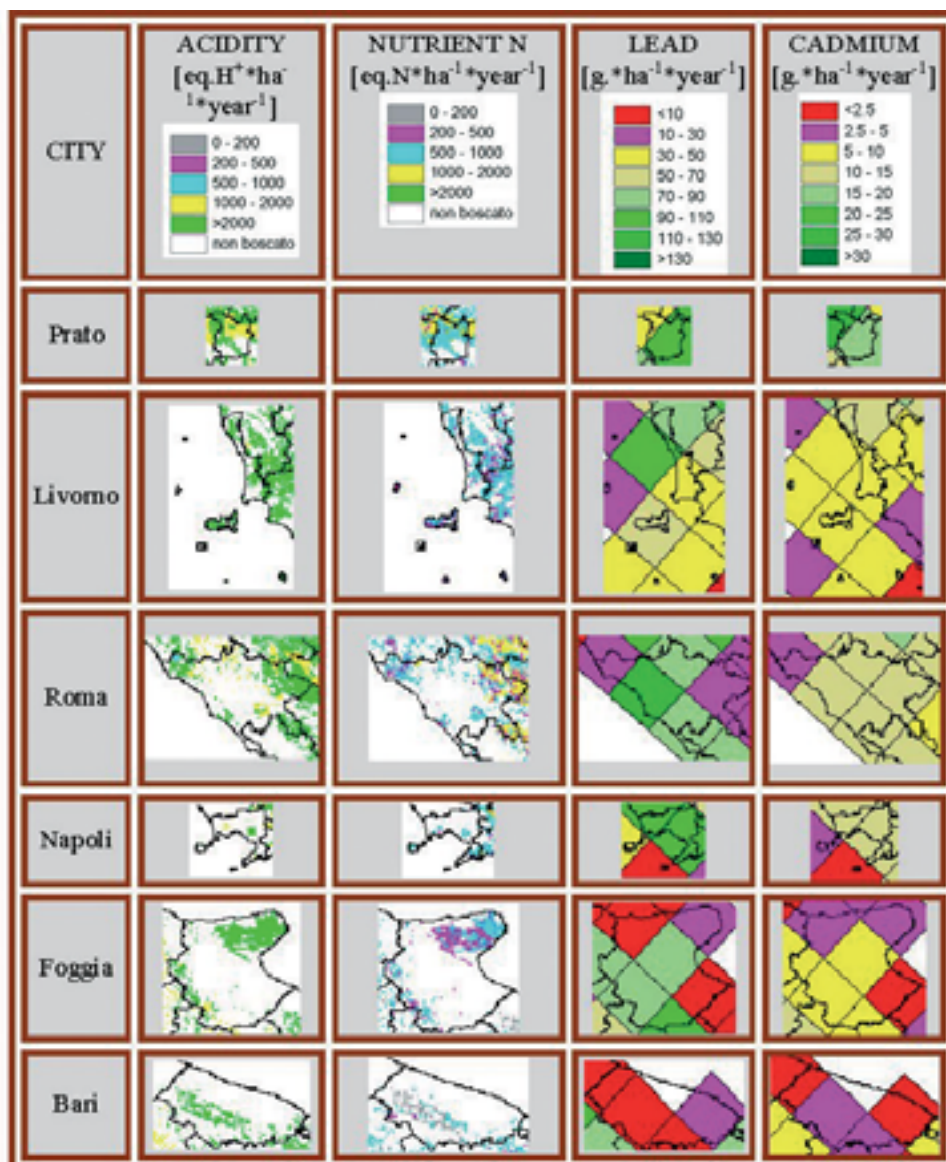 CITY
ACIDITY
[eq.H+*ha-
1*year-1]
0 - 200
200 - 500
500 - 1000
1000 - 2000
>2000
non boscato
NUTRIENT N
[eq.N*ha-1*year-1]
0 - 200
200 - 500
500 - 1000
1000 - 2000
>2000
non boscato
LEAD
[g.*ha-1*year-1]
<10
10 - 30
30 - 50
50 - 70
70 - 90
90 - 110
110 - 130
>130
CADMIUM
[g.*ha-1*year-1]
<2.5
2.5 - 5
5 - 10
10 - 15
15 - 20
20 - 25
25 - 30
>30
Prato
Livorno
Roma
Napoli
Foggia
Bari